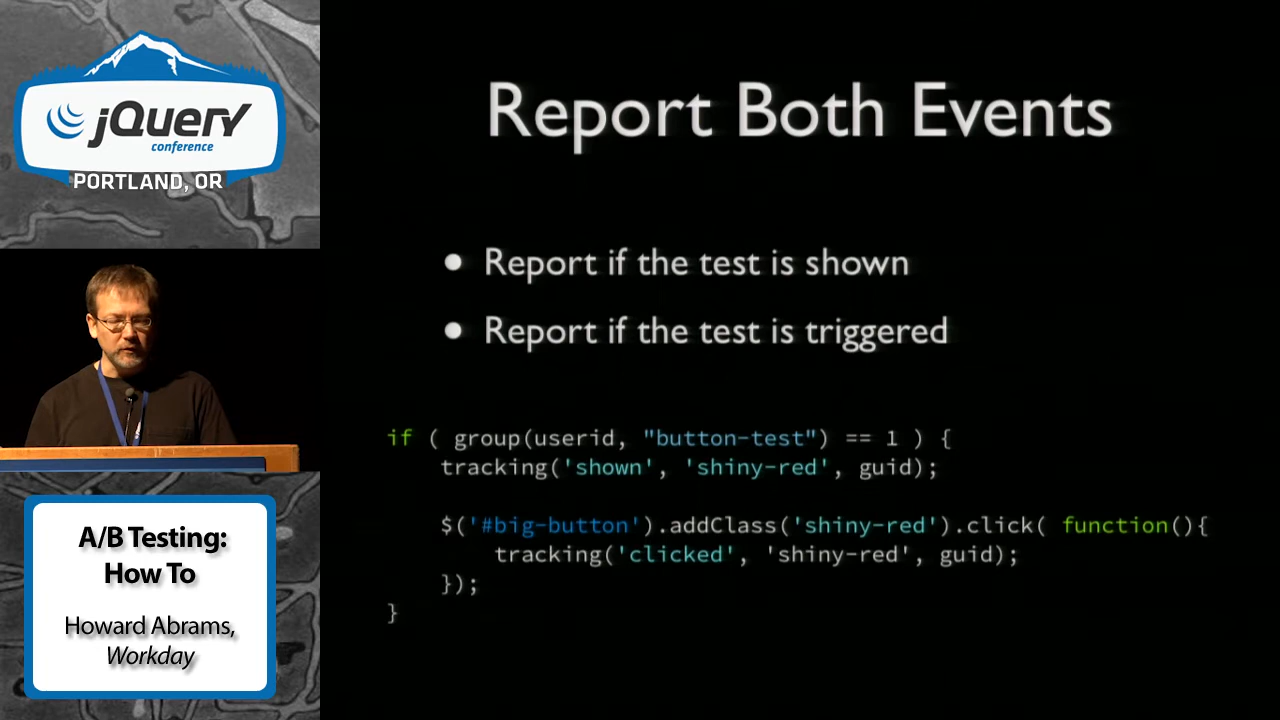 jQuery
conference
PORTLAND, OR
A/B Testing:
How To
Howard Abrams,
Workday
Report Both Events
• Report if the test is shown
• Report if the test is triggered
if ( group(userid, "button-test") == 1 ) {
    tracking('shown', 'shiny-red', guid);
    $('#big-button').addClass('shiny-red').click( function(){
        tracking('clicked', 'shiny-red', guid);
    });
}